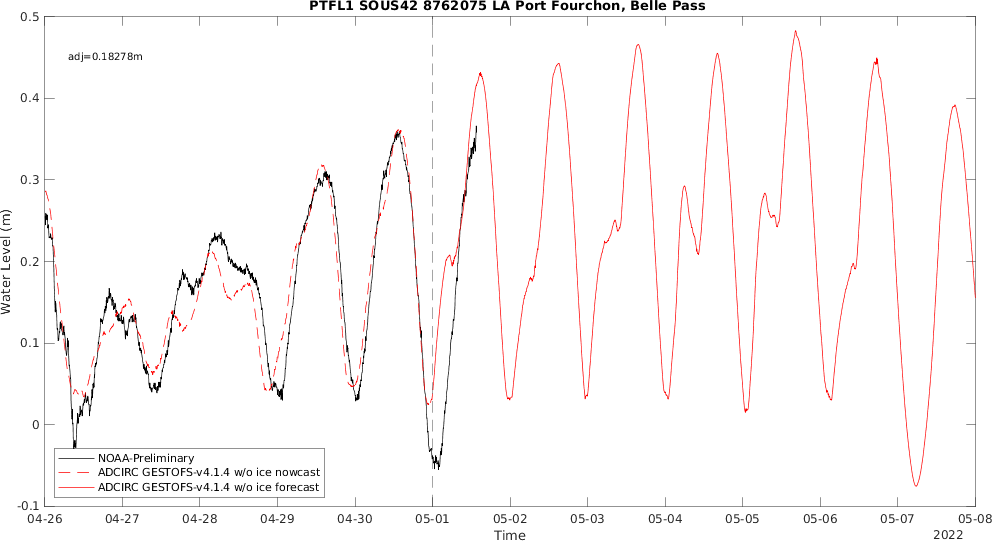 PTFL1 SOUS42 8762075 LA Port Fourchon, Belle Pass
adj=0.18278m
0.5
0.4
0.3
0.2
0.1
0
-0.1
Water Level (m)
NOAA-Preliminary
ADCIRC GESTOFS-v4.1.4 w/o ice nowcast
ADCIRC GESTOFS-v4.1.4 w/o ice forecast
04-26 04-27 04-28 04-29 04-30 05-01 05-02 05-03 05-04 05-05 05-06 05-07 05-08
Time
2022